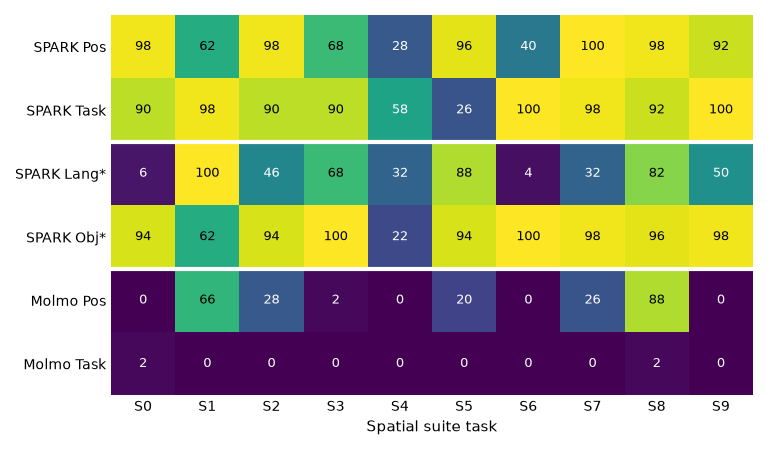 SPARK Pos 98 62 98 68 28 96 40 100 98 92
SPARK Task 90 98 90 90 58 26 100 98 92 100
SPARK Lang* 6 100 46 68 32 88 4 32 82 50
SPARK Obj* 94 62 94 100 22 94 100 98 96 98
Molmo Pos 0 66 28 2 0 20 0 26 88 0
Molmo Task 2 0 0 0 0 0 0 0 2 0
S0 S1 S2 S3 S4 S5 S6 S7 S8 S9
Spatial suite task